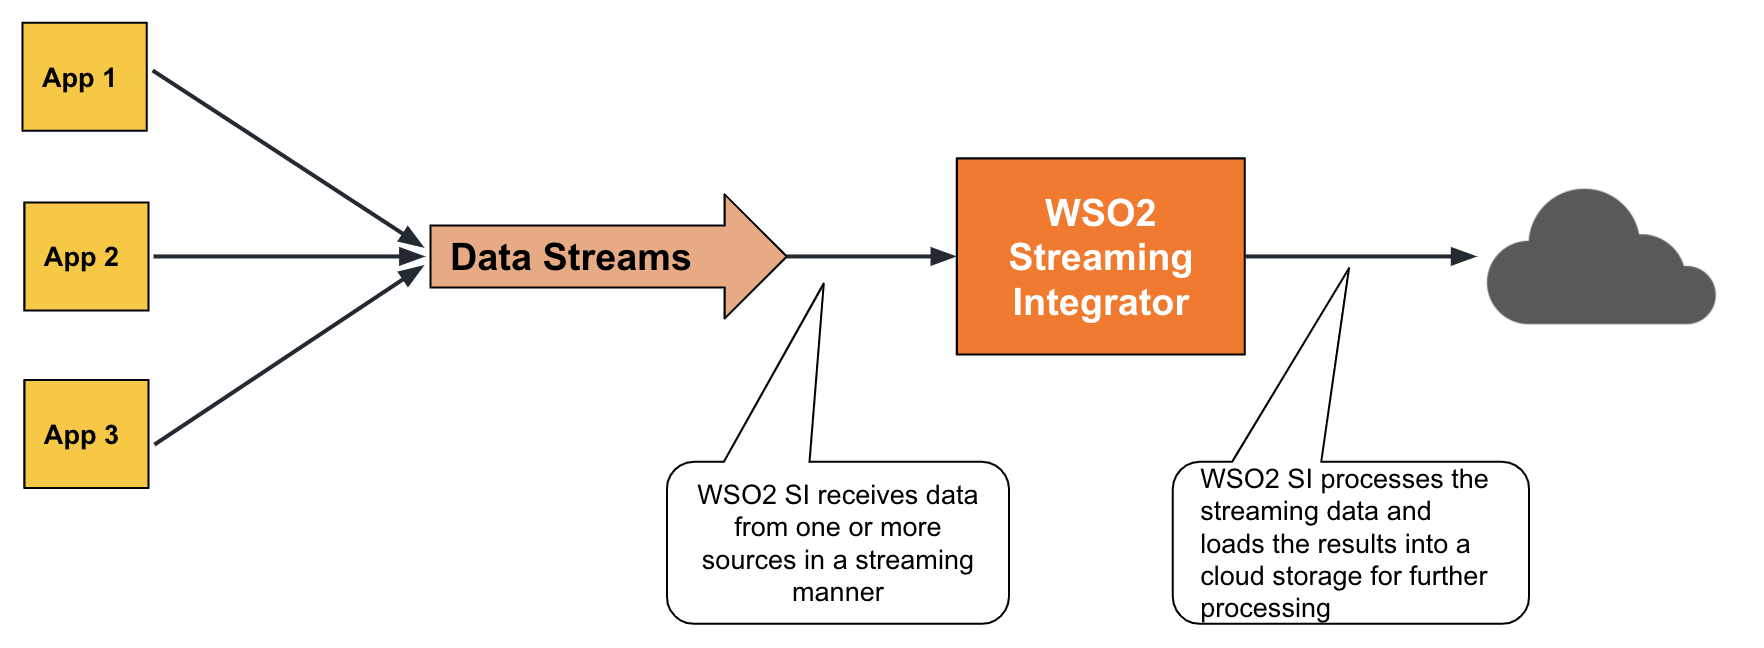 App 1
App 2
App 3
Data Streams
WSO2
Streaming
Integrator
WSO2 SI receives data
from one or more
sources in a streaming
manner
WSO2 SI processes the
streaming data and
loads the results into a
cloud storage for further
processing